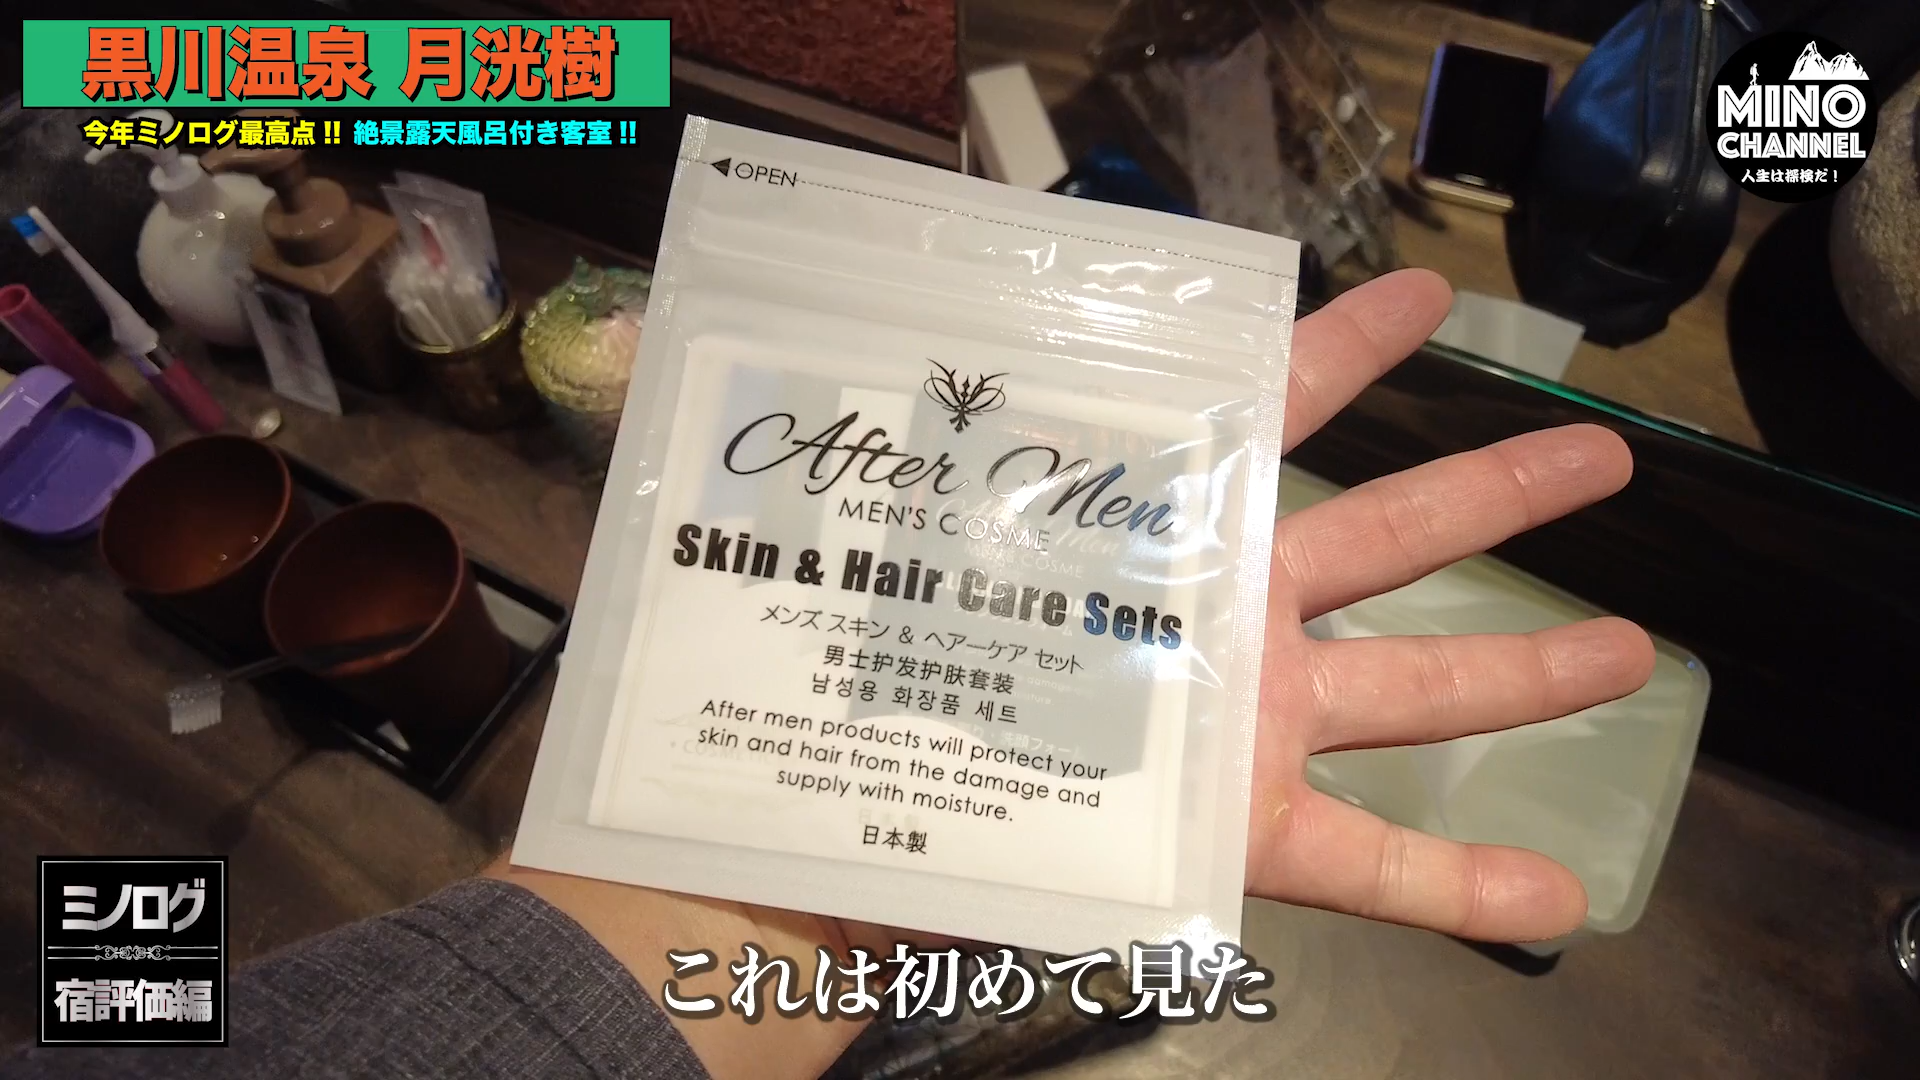 黒川温泉 月洸樹
今年ミノログ最高点!! 絶景露天風呂付き客室!!
MINO
CHANNEL
人生は探検だ!
OPEN
After Men
MEN'S COSME
Skin & Hair Care Sets
メンズ スキン & ヘアーケア セット
男士护发护肤套装
남성용 화장품 세트
After men products will protect your
skin and hair from the damage and
supply with moisture.
日本製
ミノログ
宿評価編
これは初めて見た